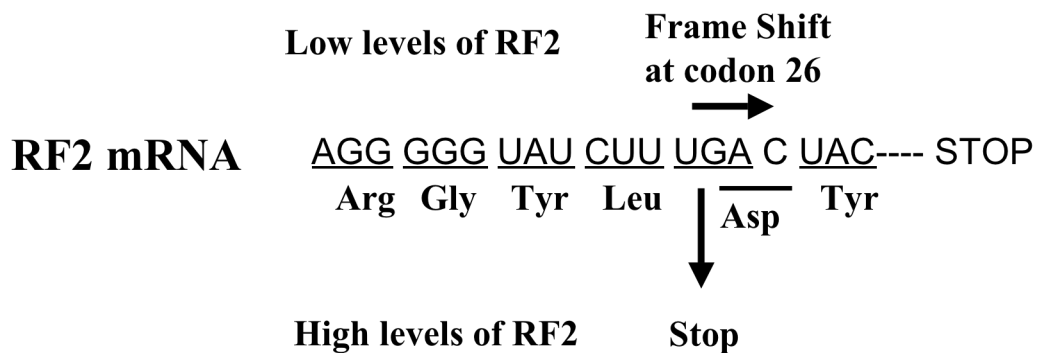 Low levels of RF2
Frame Shift
at codon 26
RF2 mRNA
AGG GGG UAU CUU UGA C UAC---- STOP
Arg Gly Tyr Leu Asp Tyr
High levels of RF2
Stop